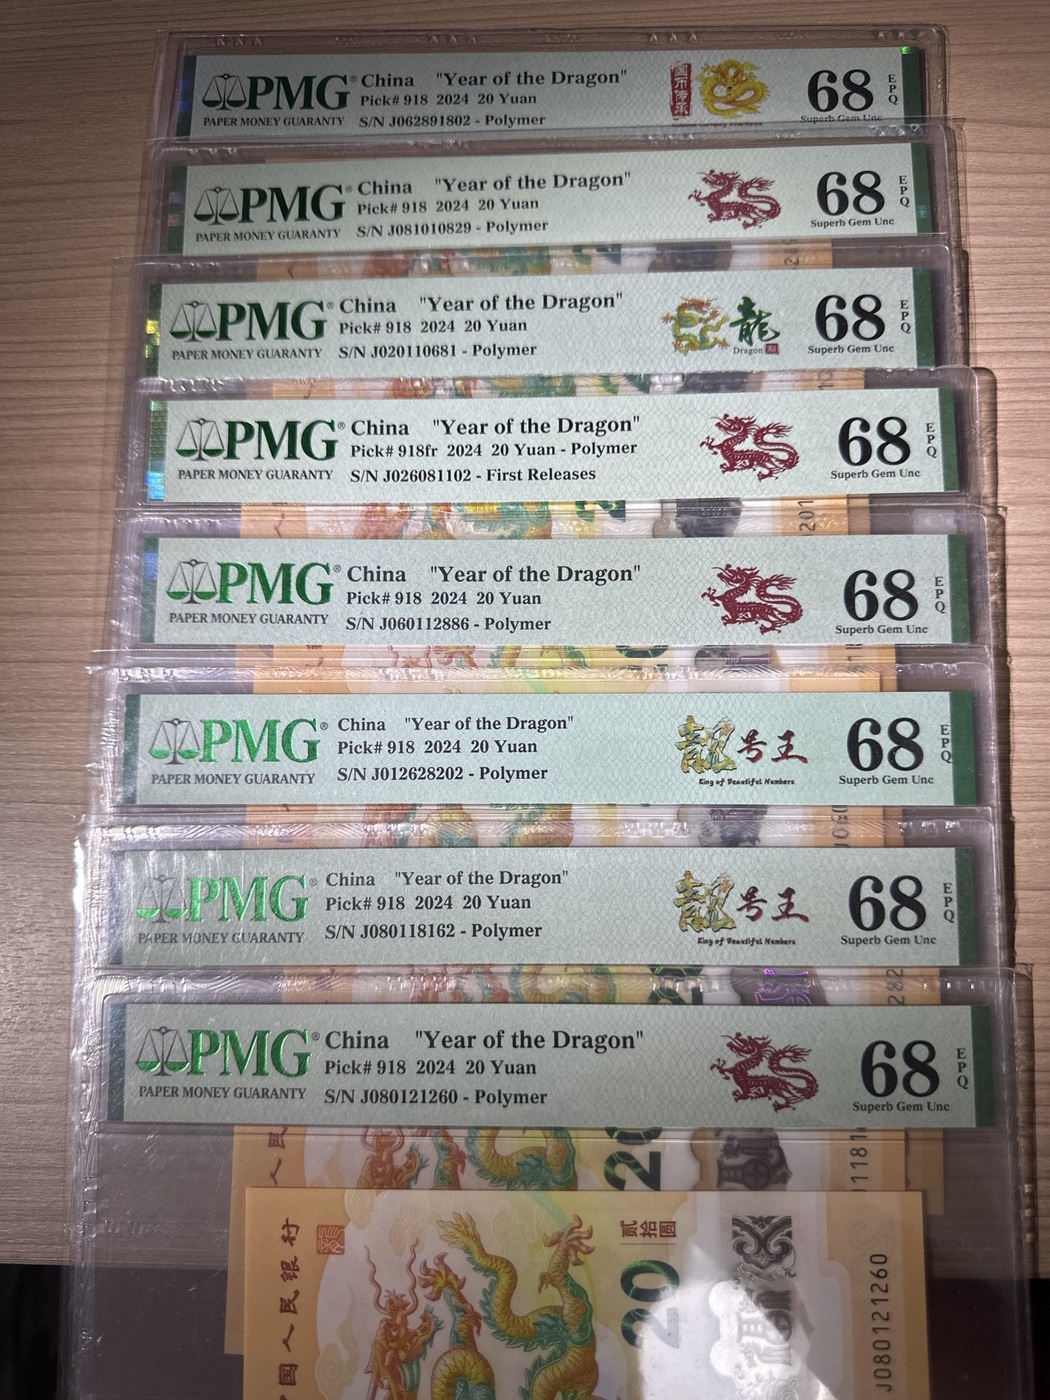 PMG® China "Year of the Dragon"
Pick# 918 2024 20 Yuan
PAPER MONEY GUARANTY S/N J062891802 - Polymer
68 EPQ
Superb Gem Unc
PMG® China "Year of the Dragon"
Pick# 918 2024 20 Yuan
PAPER MONEY GUARANTY S/N J081010829 - Polymer
68 EPQ
Superb Gem Unc
PMG® China "Year of the Dragon"
Pick# 918 2024 20 Yuan
PAPER MONEY GUARANTY S/N J020110681 - Polymer
龍
Dragon
68 EPQ
Superb Gem Unc
PMG® China "Year of the Dragon"
Pick# 918fr 2024 20 Yuan - Polymer
PAPER MONEY GUARANTY S/N J026081102 - First Releases
68 EPQ
Superb Gem Unc
PMG® China "Year of the Dragon"
Pick# 918 2024 20 Yuan
PAPER MONEY GUARANTY S/N J060112886 - Polymer
68 EPQ
Superb Gem Unc
PMG® China "Year of the Dragon"
Pick# 918 2024 20 Yuan
PAPER MONEY GUARANTY S/N J012628202 - Polymer
号王
King of Beautiful Numbers
68 EPQ
Superb Gem Unc
PMG® China "Year of the Dragon"
Pick# 918 2024 20 Yuan
PAPER MONEY GUARANTY S/N J080118162 - Polymer
号王
King of Beautiful Numbers
68 EPQ
Superb Gem Unc
PMG® China "Year of the Dragon"
Pick# 918 2024 20 Yuan
PAPER MONEY GUARANTY S/N J080121260 - Polymer
68 EPQ
Superb Gem Unc
20
国人民银行
贰拾圆
20
J080121260